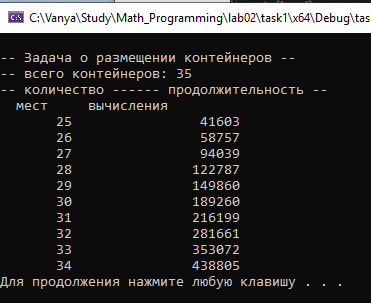 C:\Vanya\Study\Math_Programming\lab02\task1\x64\Debug\tas
-- Задача о размещении контейнеров --
-- всего контейнеров: 35
-- количество ------ продолжительность --
мест вычисления
25 41603
26 58757
27 94039
28 122787
29 149860
30 189260
31 216199
32 281661
33 353072
34 438805
Для продолжения нажмите любую клавишу . . .